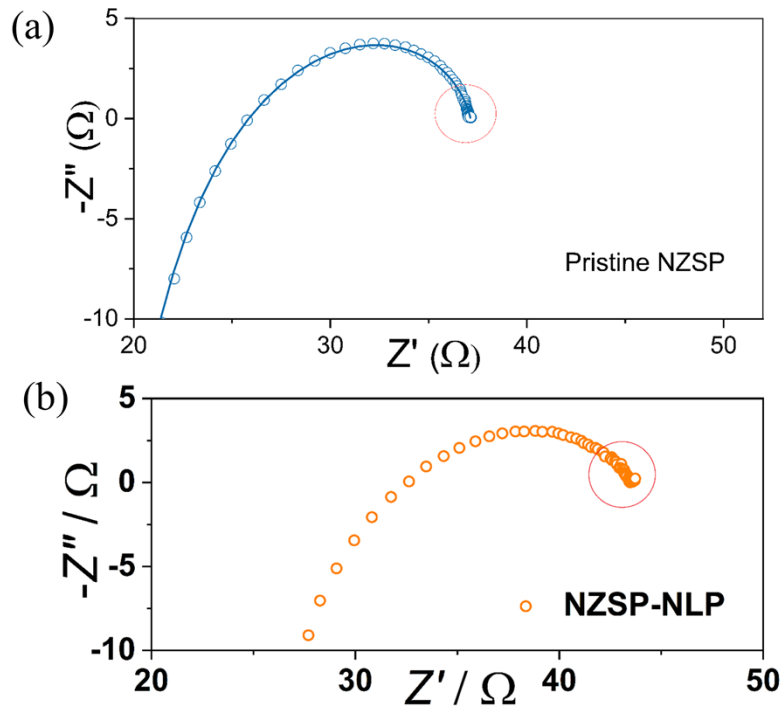 (a)
5
0
-5
-10
-Z'' (Ω)
Pristine NZSP
20
30
40
50
Z' (Ω)
(b)
5
0
-5
-10
-Z'' / Ω
NZSP-NLP
20
30
40
50
Z' / Ω